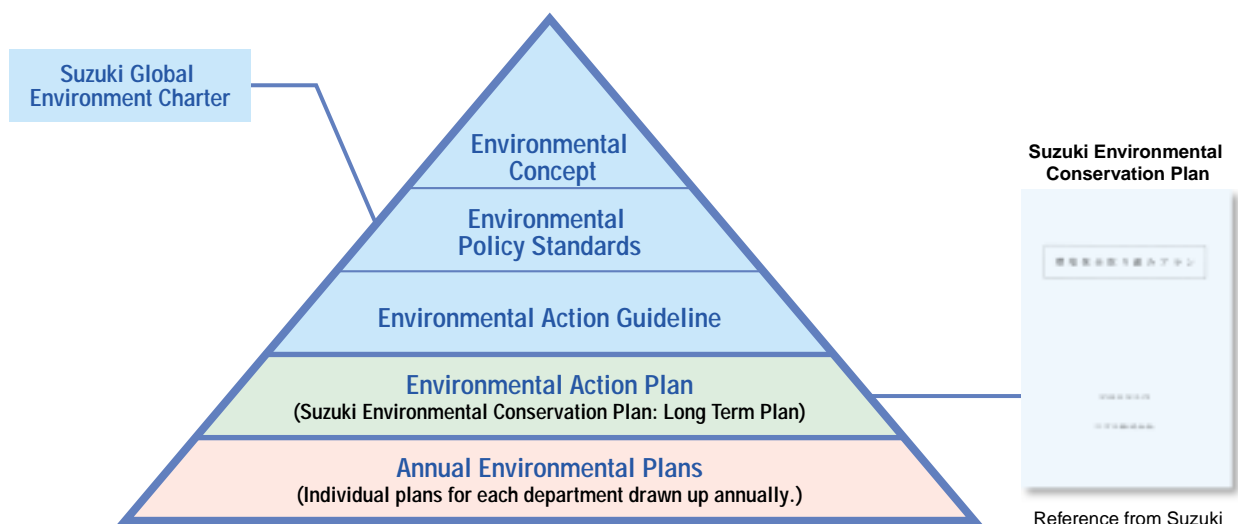 Suzuki Global
Environment Charter
Environmental
Concept
Environmental
Policy Standards
Environmental Action Guideline
Environmental Action Plan
(Suzuki Environmental Conservation Plan: Long Term Plan)
Annual Environmental Plans
(Individual plans for each department drawn up annually.)
Suzuki Environmental
Conservation Plan
Reference from Suzuki